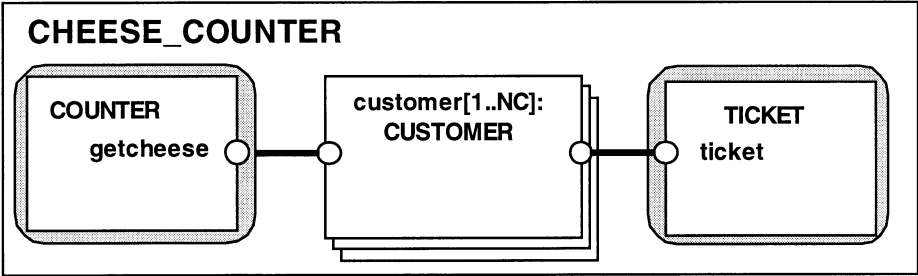 CHEESE_COUNTER
COUNTER
getcheese
customer[1..NC]:
CUSTOMER
TICKET
ticket